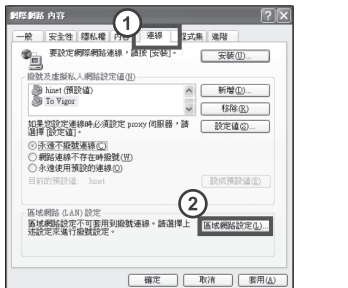 網際網路 內容
1
一般 安全性 隱私權 內容 連線 程式集 進階
要設定網際網路連線，請按 [安裝]。
安裝(U)...
撥號及虛擬私人網路設定值(N)
hinet (預設值)
To Vigor
新增(D)...
移除(R)
如果您設定連線時必須設定 proxy 伺服器，請
選擇 [設定值]。
設定值(S)...
永遠不撥號連線(C)
網路連線不存在時撥號(W)
永遠使用預設的連線(O)
目前的預設值: hinet
設成預設值(E)
2
區域網路 (LAN) 設定
區域網路設定不可套用到撥號連線。請選擇上
述設定來進行撥號設定。
區域網路設定(L)...
確定 取消 套用(A)